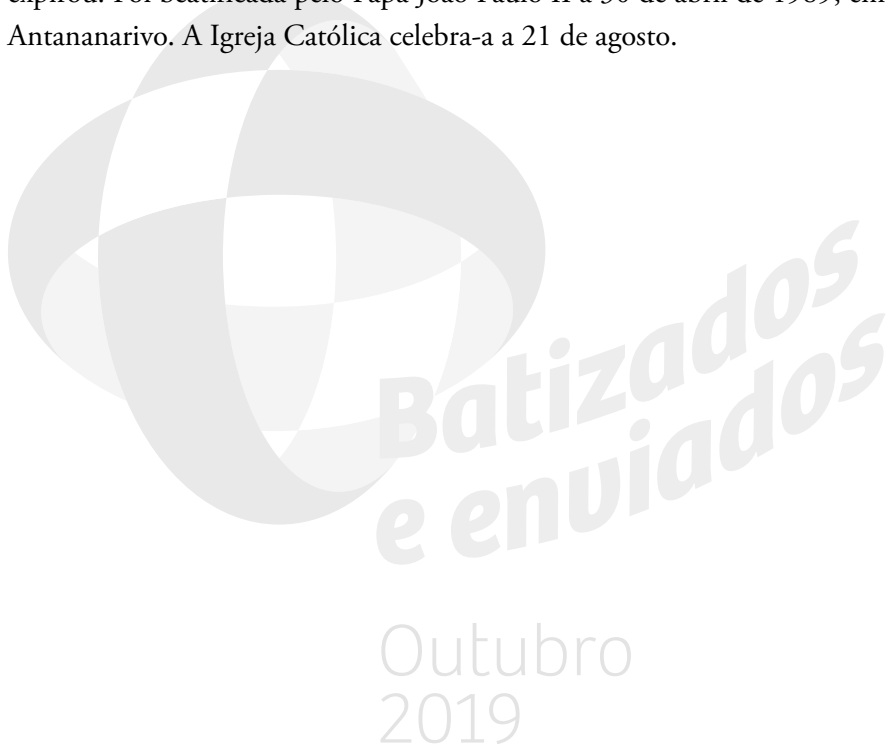 expirou. Foi beatificada pelo Papa João Paulo II a 30 de abril de 1989, em
Antananarivo. A Igreja Católica celebra-a a 21 de agosto.
Batizados
e enviados
Outubro
2019